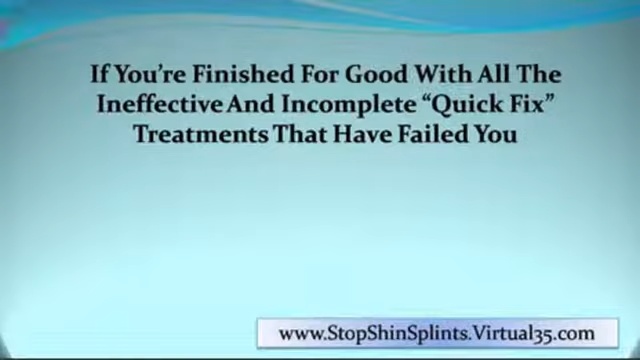 If You're Finished For Good With All The
Ineffective And Incomplete “Quick Fix”
Treatments That Have Failed You
www.StopShinSplints.Virtual35.com